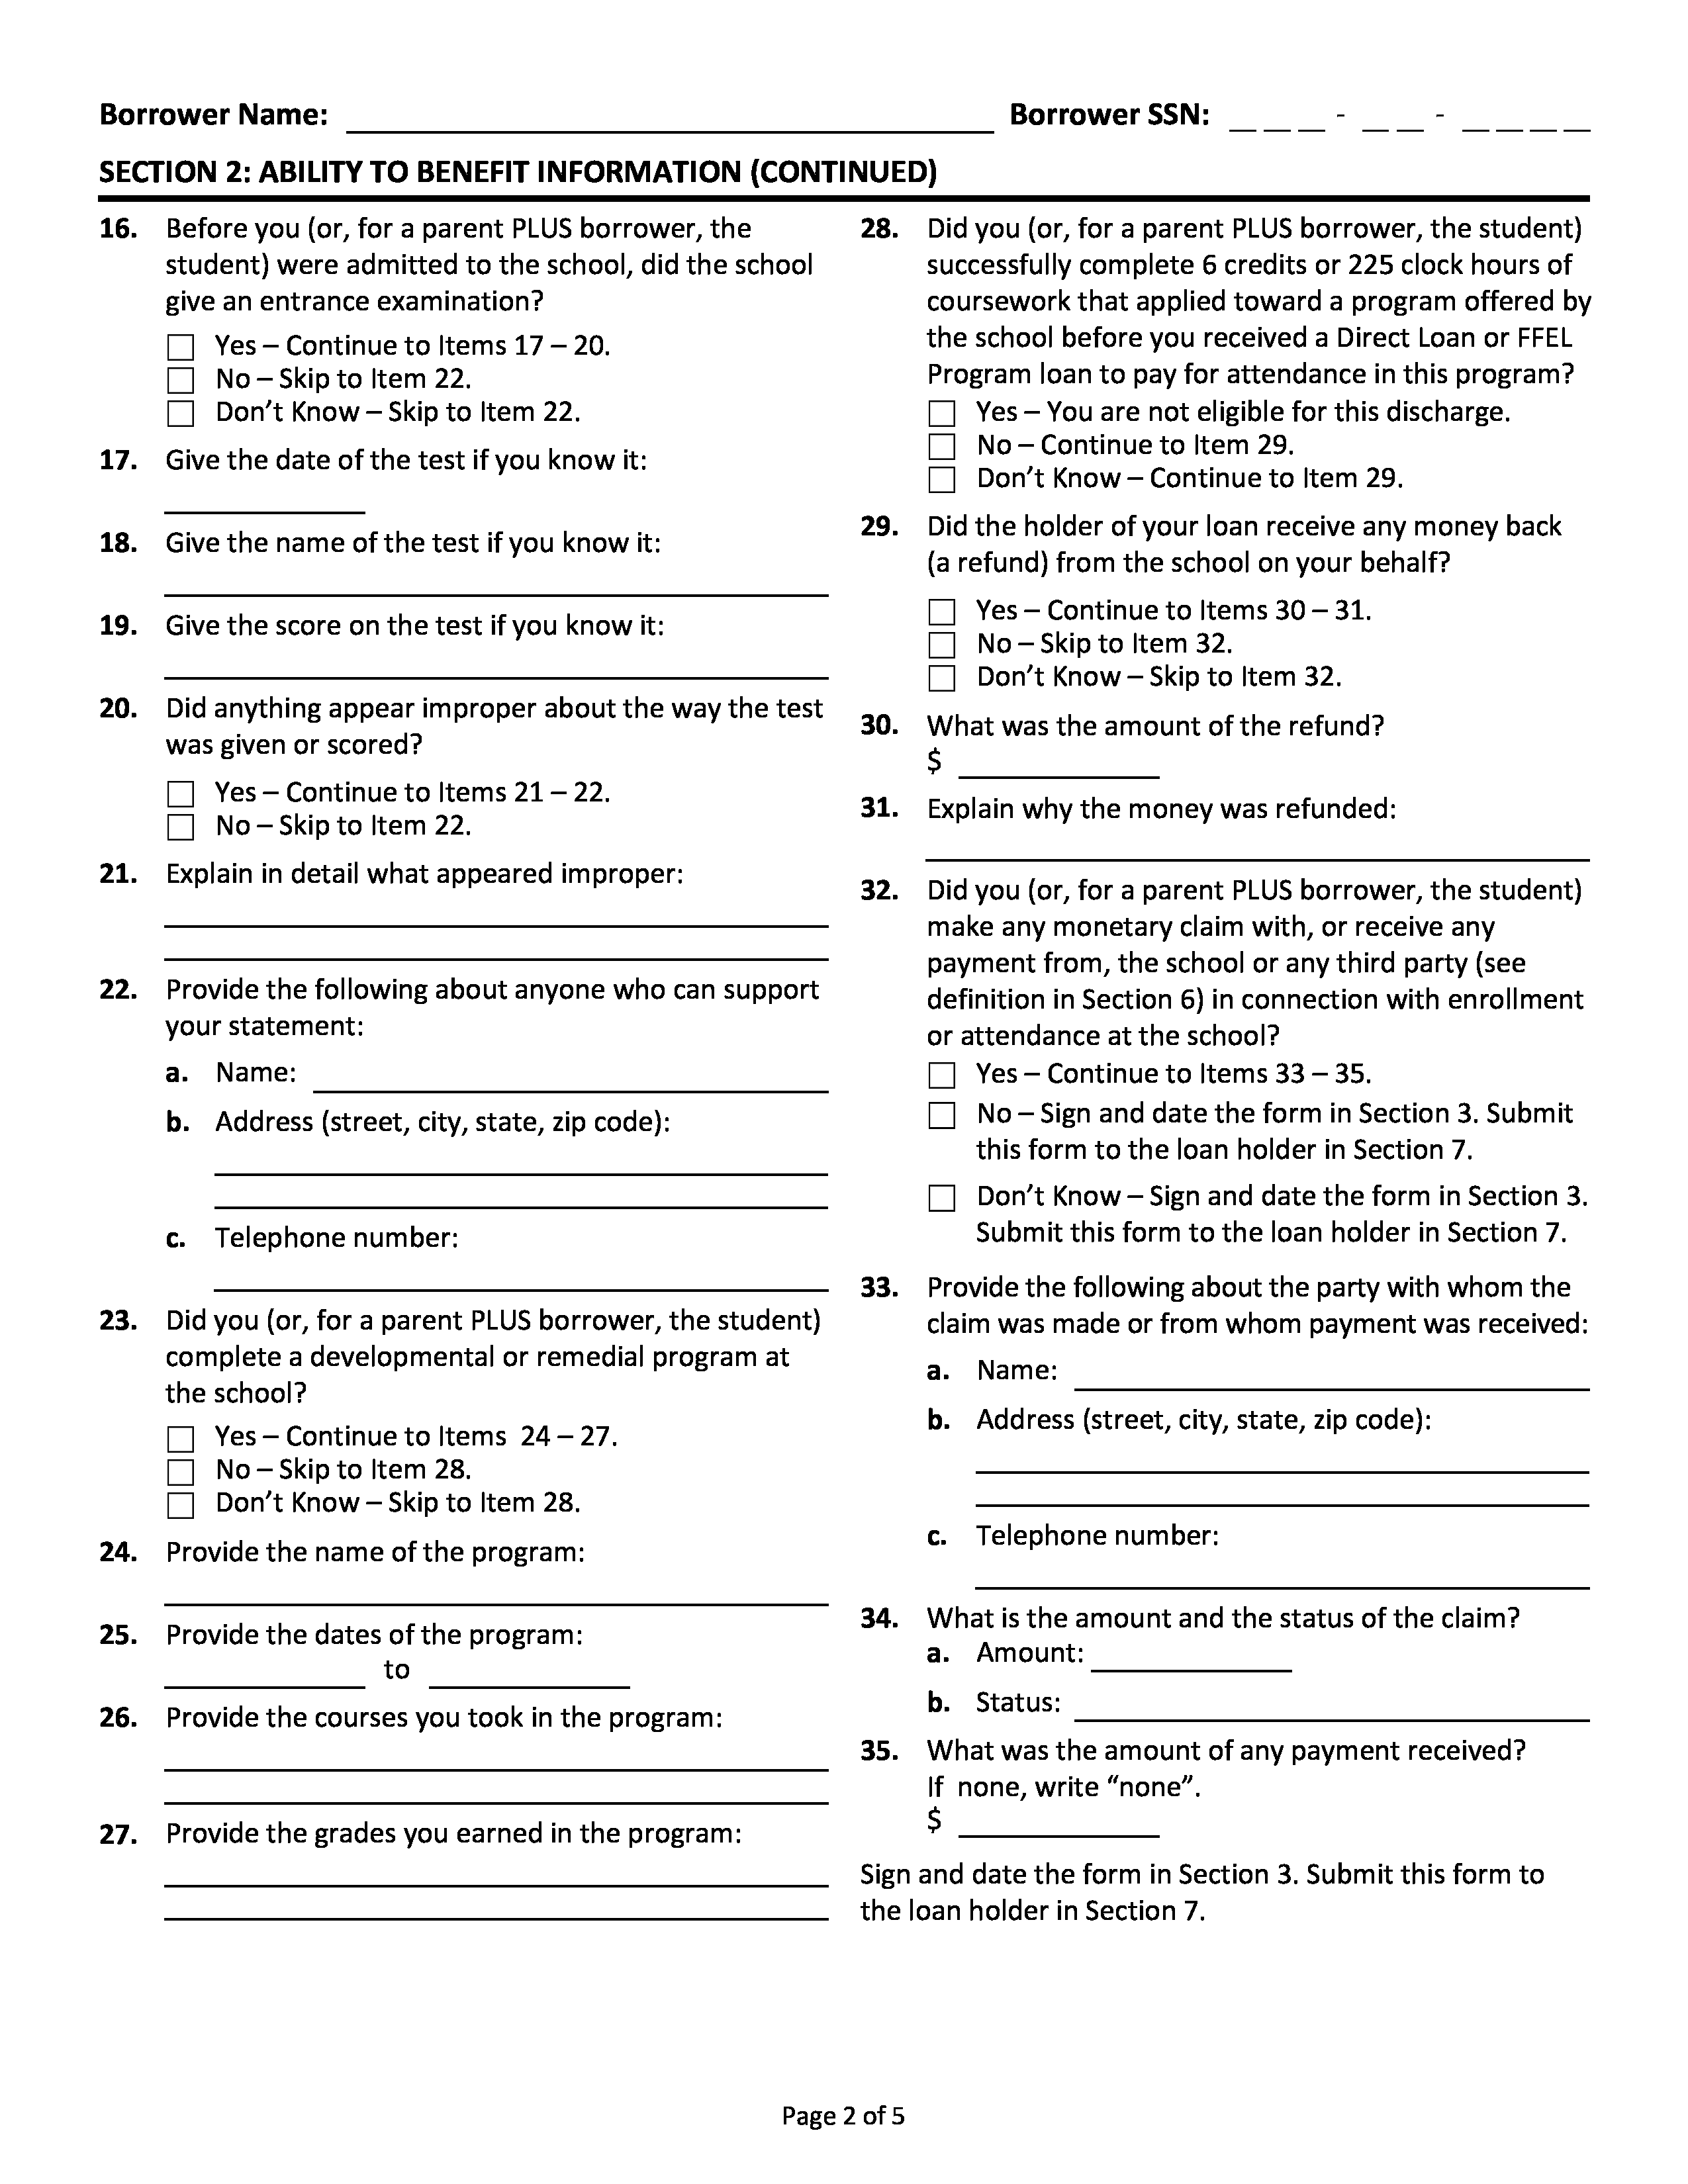 Borrower Name:
Borrower SSN: - -
SECTION 2: ABILITY TO BENEFIT INFORMATION (CONTINUED)
16. Before you (or, for a parent PLUS borrower, the
student) were admitted to the school, did the school
give an entrance examination?
Yes – Continue to Items 17 – 20.
No – Skip to Item 22.
Don’t Know – Skip to Item 22.
17. Give the date of the test if you know it:
18. Give the name of the test if you know it:
19. Give the score on the test if you know it:
20. Did anything appear improper about the way the test
was given or scored?
Yes – Continue to Items 21 – 22.
No – Skip to Item 22.
21. Explain in detail what appeared improper:
22. Provide the following about anyone who can support
your statement:
a. Name:
b. Address (street, city, state, zip code):
c. Telephone number:
23. Did you (or, for a parent PLUS borrower, the student)
complete a developmental or remedial program at
the school?
Yes – Continue to Items 24 – 27.
No – Skip to Item 28.
Don’t Know – Skip to Item 28.
24. Provide the name of the program:
25. Provide the dates of the program:
to
26. Provide the courses you took in the program:
27. Provide the grades you earned in the program:
28. Did you (or, for a parent PLUS borrower, the student)
successfully complete 6 credits or 225 clock hours of
coursework that applied toward a program offered by
the school before you received a Direct Loan or FFEL
Program loan to pay for attendance in this program?
Yes – You are not eligible for this discharge.
No – Continue to Item 29.
Don’t Know – Continue to Item 29.
29. Did the holder of your loan receive any money back
(a refund) from the school on your behalf?
Yes – Continue to Items 30 – 31.
No – Skip to Item 32.
Don’t Know – Skip to Item 32.
30. What was the amount of the refund?
$
31. Explain why the money was refunded:
32. Did you (or, for a parent PLUS borrower, the student)
make any monetary claim with, or receive any
payment from, the school or any third party (see
definition in Section 6) in connection with enrollment
or attendance at the school?
Yes – Continue to Items 33 – 35.
No – Sign and date the form in Section 3. Submit
this form to the loan holder in Section 7.
Don’t Know – Sign and date the form in Section 3.
Submit this form to the loan holder in Section 7.
33. Provide the following about the party with whom the
claim was made or from whom payment was received:
a. Name:
b. Address (street, city, state, zip code):
c. Telephone number:
34. What is the amount and the status of the claim?
a. Amount:
b. Status:
35. What was the amount of any payment received?
If none, write “none”.
$
Sign and date the form in Section 3. Submit this form to
the loan holder in Section 7.
Page 2 of 5